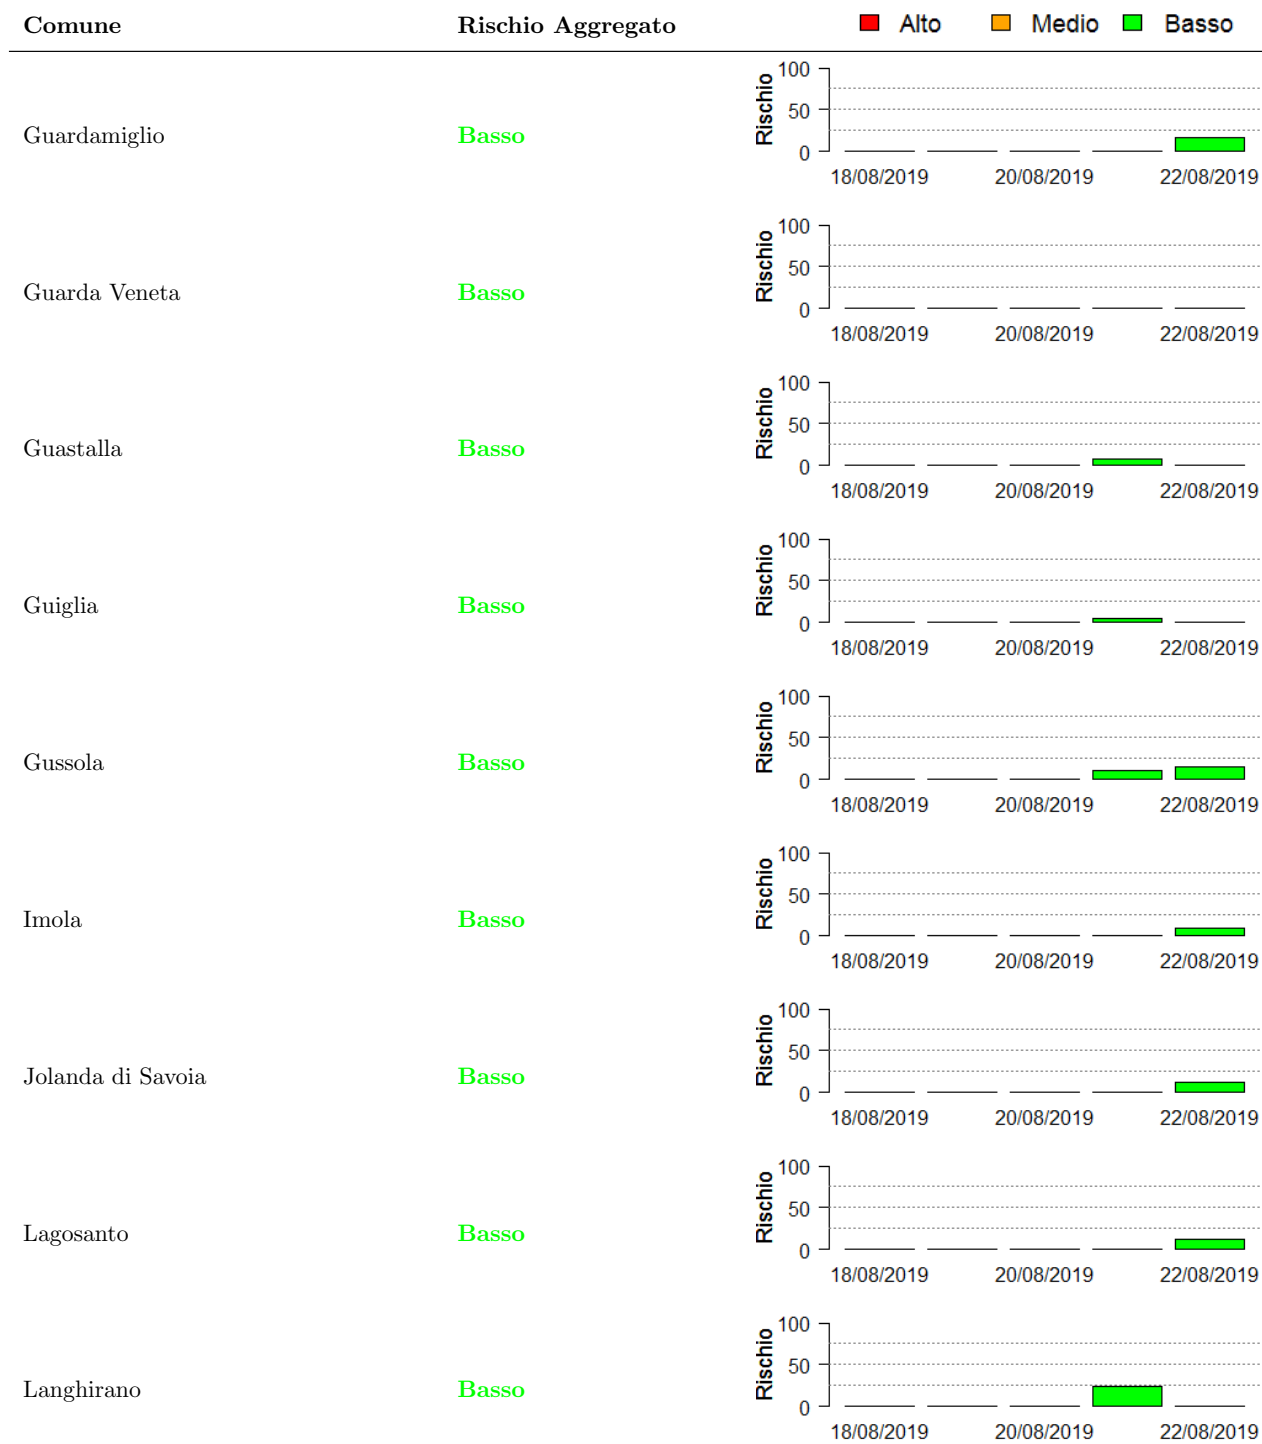 Comune Rischio Aggregato Alto Medio Basso
100
50
0
Rischio
Guardamiglio Basso
18/08/2019 20/08/2019 22/08/2019
100
50
0
Rischio
Guarda Veneta Basso
18/08/2019 20/08/2019 22/08/2019
100
50
0
Rischio
Guastalla Basso
18/08/2019 20/08/2019 22/08/2019
100
50
0
Rischio
Guiglia Basso
18/08/2019 20/08/2019 22/08/2019
100
50
0
Rischio
Gussola Basso
18/08/2019 20/08/2019 22/08/2019
100
50
0
Rischio
Imola Basso
18/08/2019 20/08/2019 22/08/2019
100
50
0
Rischio
Jolanda di Savoia Basso
18/08/2019 20/08/2019 22/08/2019
100
50
0
Rischio
Lagosanto Basso
18/08/2019 20/08/2019 22/08/2019
100
50
0
Rischio
Langhirano Basso
18/08/2019 20/08/2019 22/08/2019